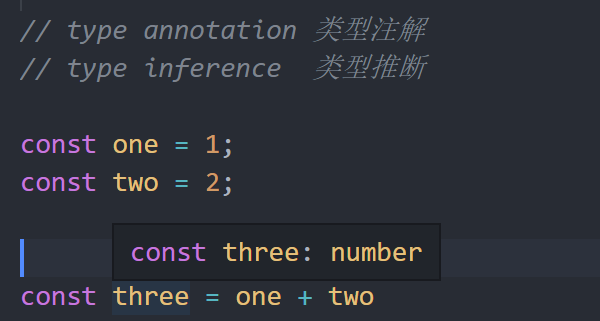 // type annotation 类型注解
// type inference  类型推断
const one = 1;
const two = 2;
const three: number
const three = one + two